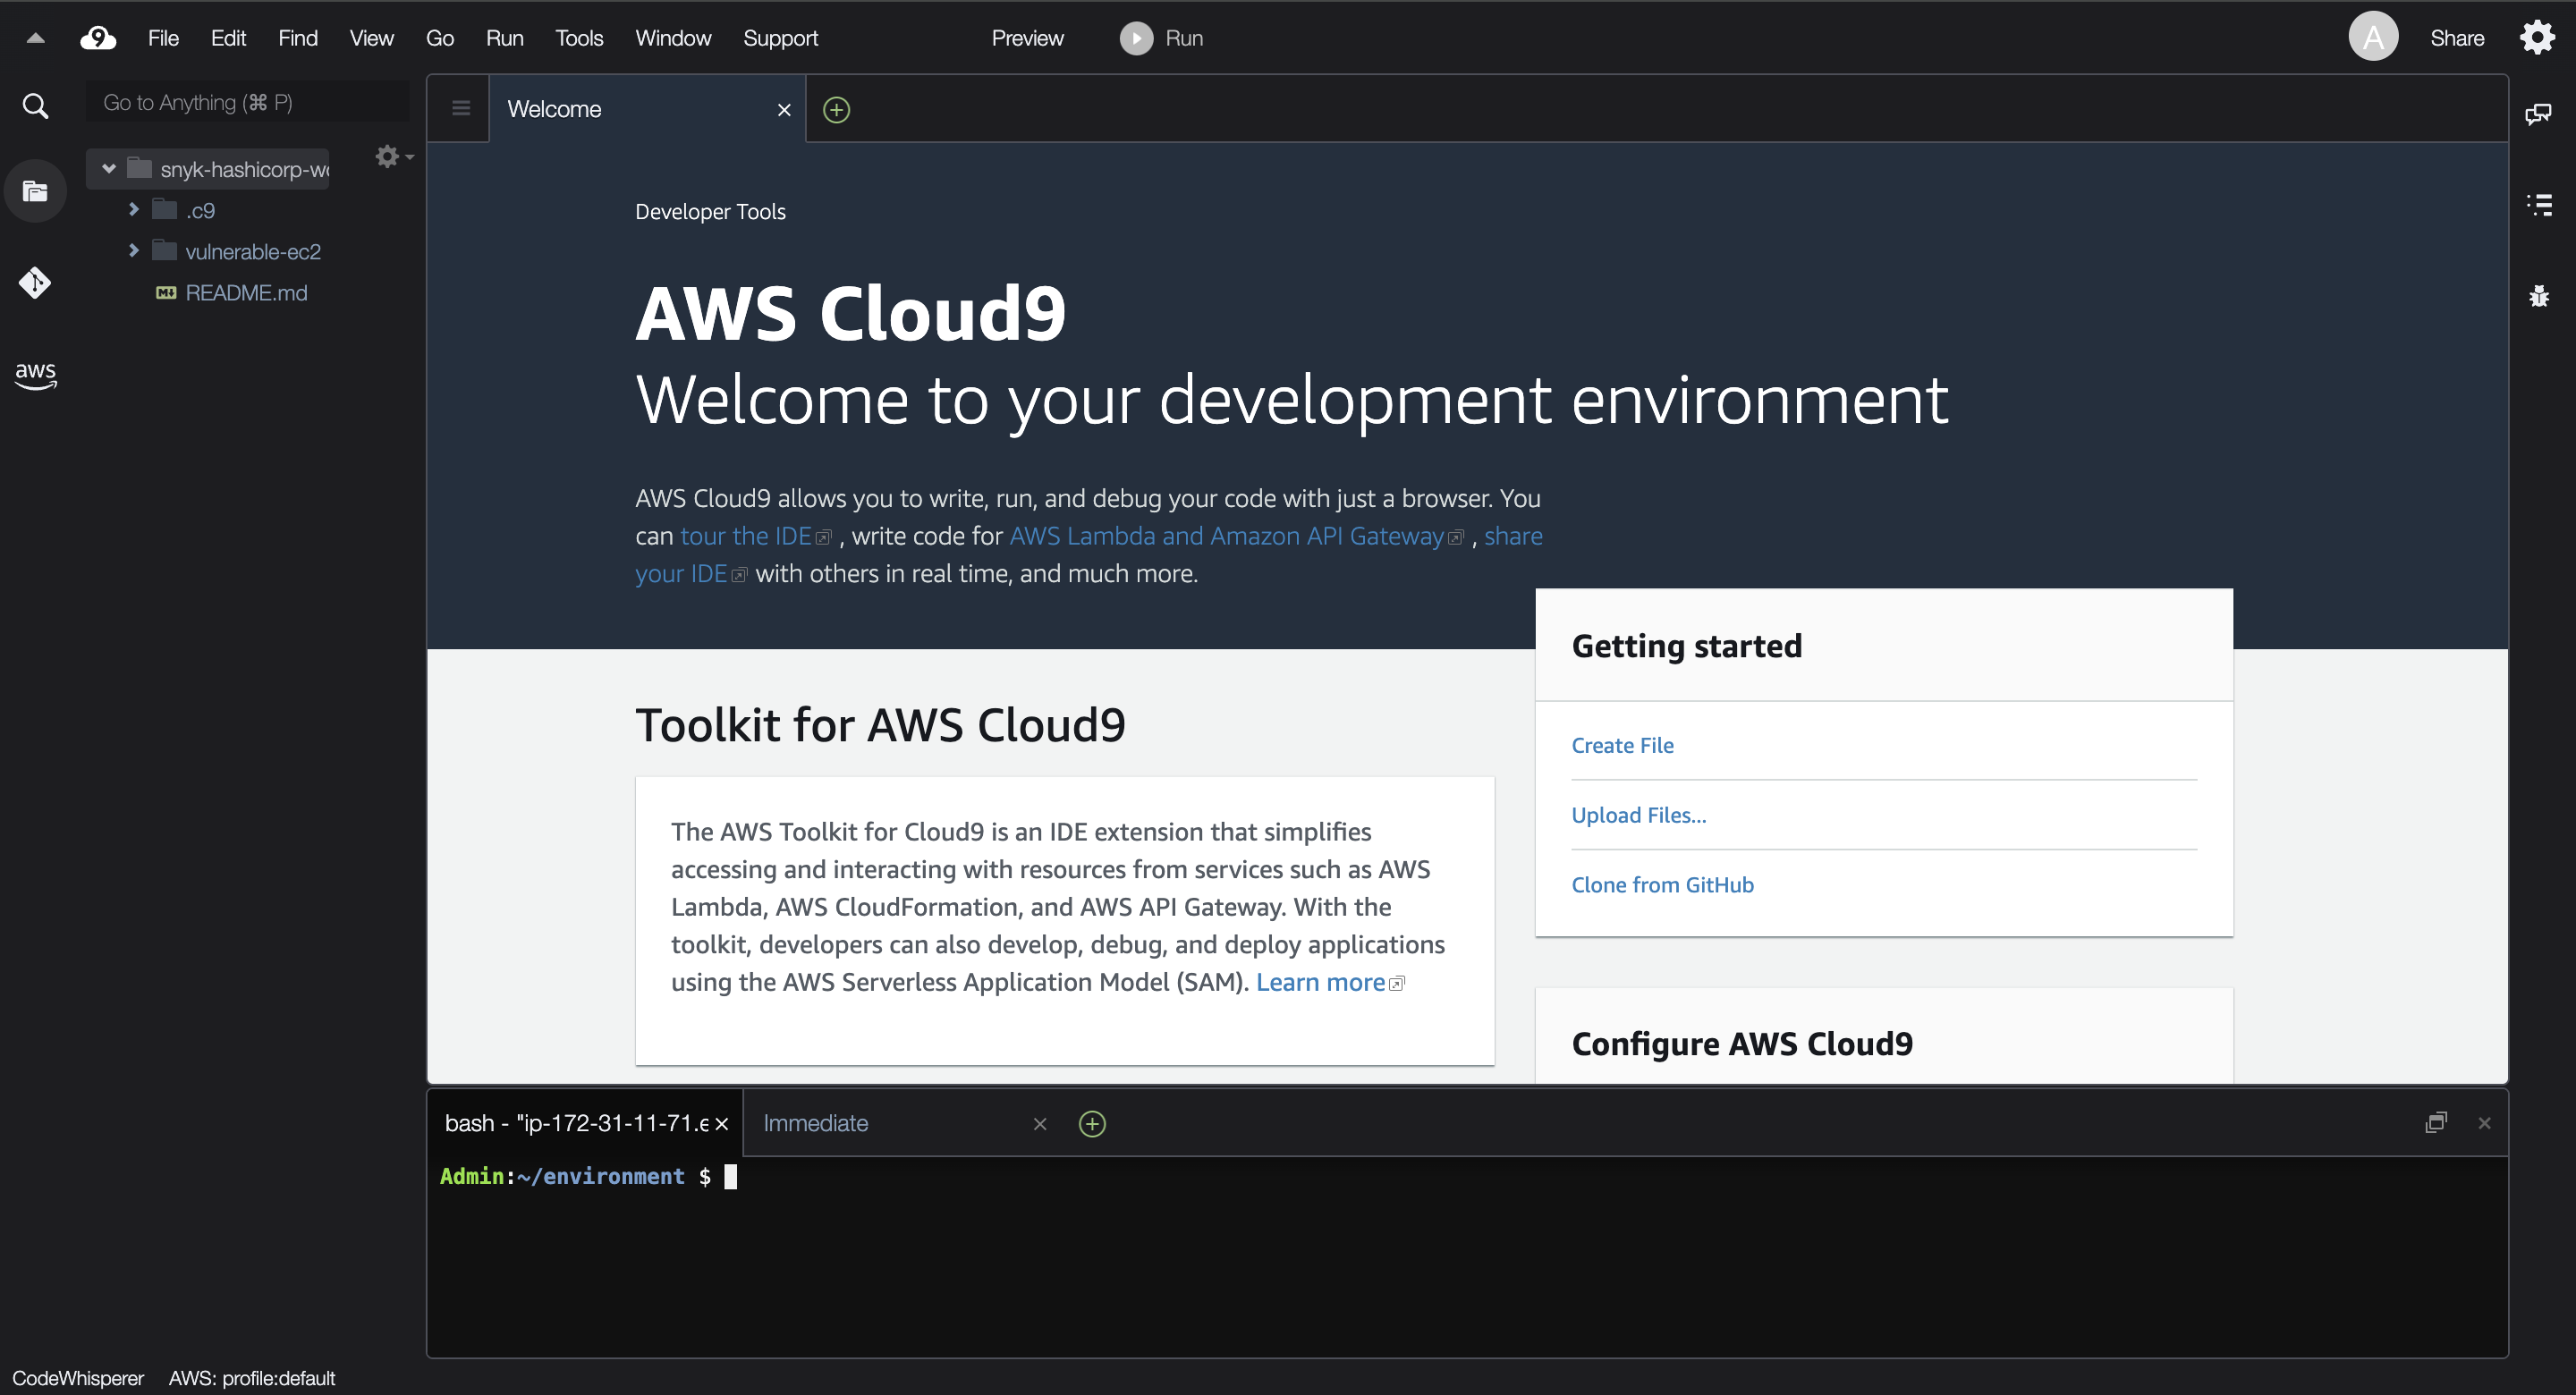 File Edit Find View Go Run Tools Window Support Preview Run A Share
Go to Anything (⌘ P)
snyk-hashicorp-wo
.c9
vulnerable-ec2
README.md
aws
Welcome
Developer Tools
AWS Cloud9
Welcome to your development environment
AWS Cloud9 allows you to write, run, and debug your code with just a browser. You
can tour the IDE , write code for AWS Lambda and Amazon API Gateway , share
your IDE with others in real time, and much more.
Toolkit for AWS Cloud9
The AWS Toolkit for Cloud9 is an IDE extension that simplifies
accessing and interacting with resources from services such as AWS
Lambda, AWS CloudFormation, and AWS API Gateway. With the
toolkit, developers can also develop, debug, and deploy applications
using the AWS Serverless Application Model (SAM). Learn more
Getting started
Create File
Upload Files...
Clone from GitHub
Configure AWS Cloud9
bash - "ip-172-31-11-71.e Immediate
Admin:~/environment $
CodeWhisperer AWS: profile:default